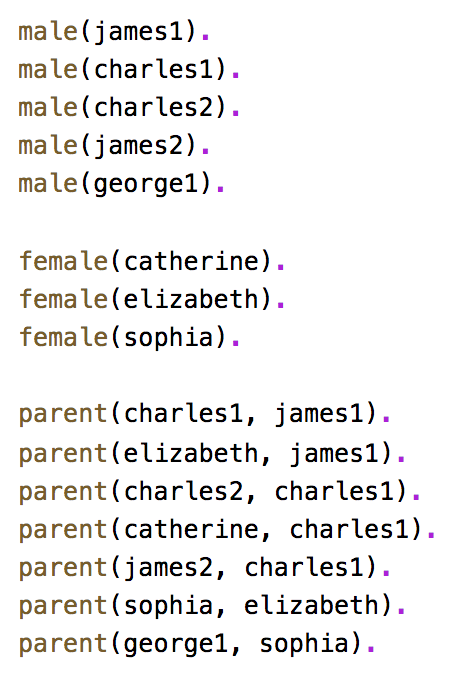 male(james1).
male(charles1).
male(charles2).
male(james2).
male(george1).
female(catherine).
female(elizabeth).
female(sophia).
parent(charles1, james1).
parent(elizabeth, james1).
parent(charles2, charles1).
parent(catherine, charles1).
parent(james2, charles1).
parent(sophia, elizabeth).
parent(george1, sophia).